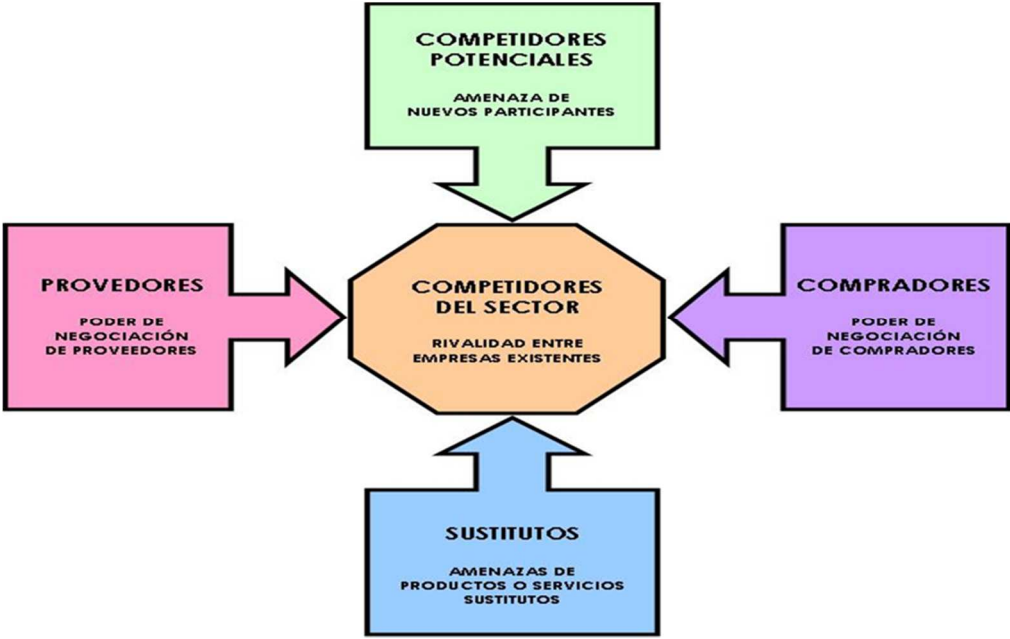 COMPETIDORES
POTENCIALES
AMENAZA DE
NUEVOS PARTICIPANTES
PROVEDORES
PODER DE
NEGOCIACIÓN
DE PROVEEDORES
COMPETIDORES
DEL SECTOR
RIVALIDAD ENTRE
EMPRESAS EXISTENTES
COMPRADORES
PODER DE
NEGOCIACIÓN
DE COMPRADORES
SUSTITUTOS
AMENAZAS DE
PRODUCTOS O SERVICIOS
SUSTITUTOS